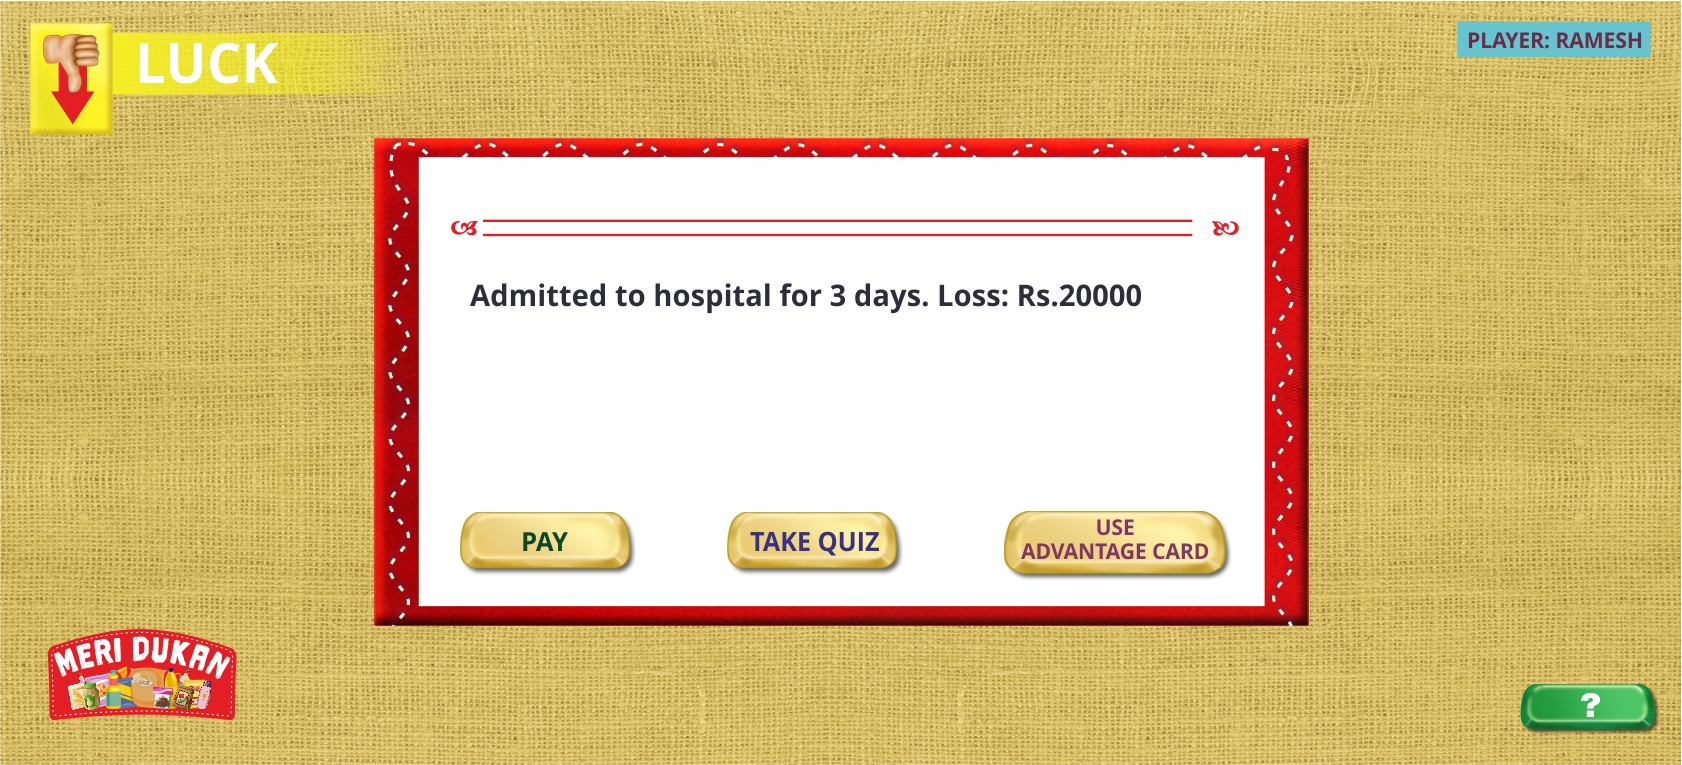 LUCK
PLAYER: RAMESH
Admitted to hospital for 3 days. Loss: Rs.20000
PAY
TAKE QUIZ
USE
ADVANTAGE CARD
MERI DUKAN
?